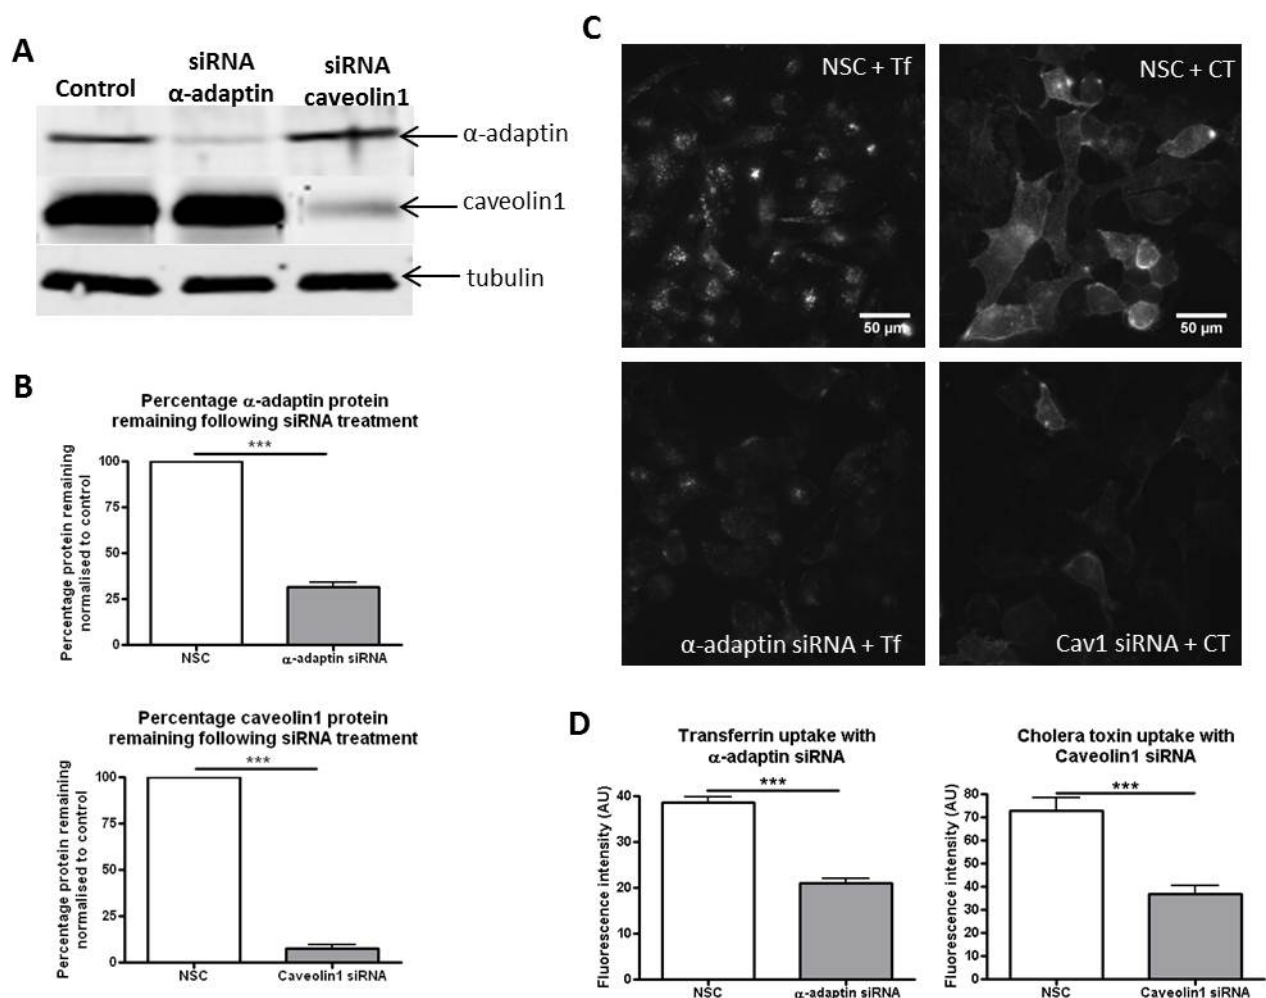 A
Control
siRNA
α-adaptin
siRNA
caveolin1
α-adaptin
caveolin1
tubulin
B
Percentage α-adaptin protein
remaining following siRNA treatment
***
Percentage protein remaining
normalised to control
100
75
50
25
0
NSC
α-adaptin siRNA
Percentage caveolin1 protein
remaining following siRNA treatment
***
Percentage protein remaining
normalised to control
100
75
50
25
0
NSC
Caveolin1 siRNA
C
NSC + Tf
50 µm
NSC + CT
50 µm
α-adaptin siRNA + Tf
Cav1 siRNA + CT
D
Transferrin uptake with
α-adaptin siRNA
***
Fluorescence intensity (AU)
40
30
20
10
0
NSC
α-adaptin siRNA
Cholera toxin uptake with
Caveolin1 siRNA
***
Fluorescence intensity (AU)
80
70
60
50
40
30
20
10
0
NSC
Caveolin1 siRNA